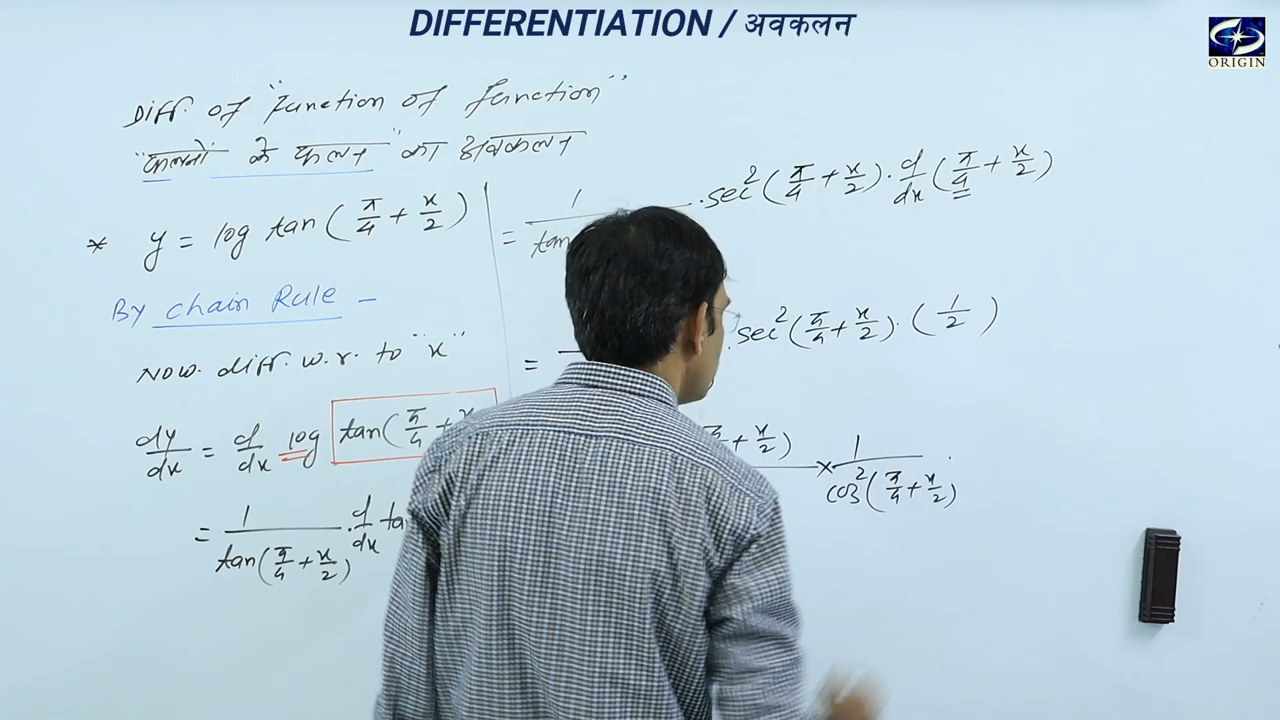 DIFFERENTIATION / अवकलन
ORIGIN
Diff. of "function of function"
"फलनों के फलन" का अवकलन
* y = log tan (π/4 + x/2)
By chain Rule –
Now. diff. w.r. to "x"
dy/dx = d/dx log tan(π/4 + x
= 1/tan(π/4 + x/2) . d/dx ta
= 1/tan . sec²(π/4 + x/2) . d/dx (π/4 + x/2)
= . sec²(π/4 + x/2) . (1/2)
π/4 + x/2) × 1/cos²(π/4 + x/2) .